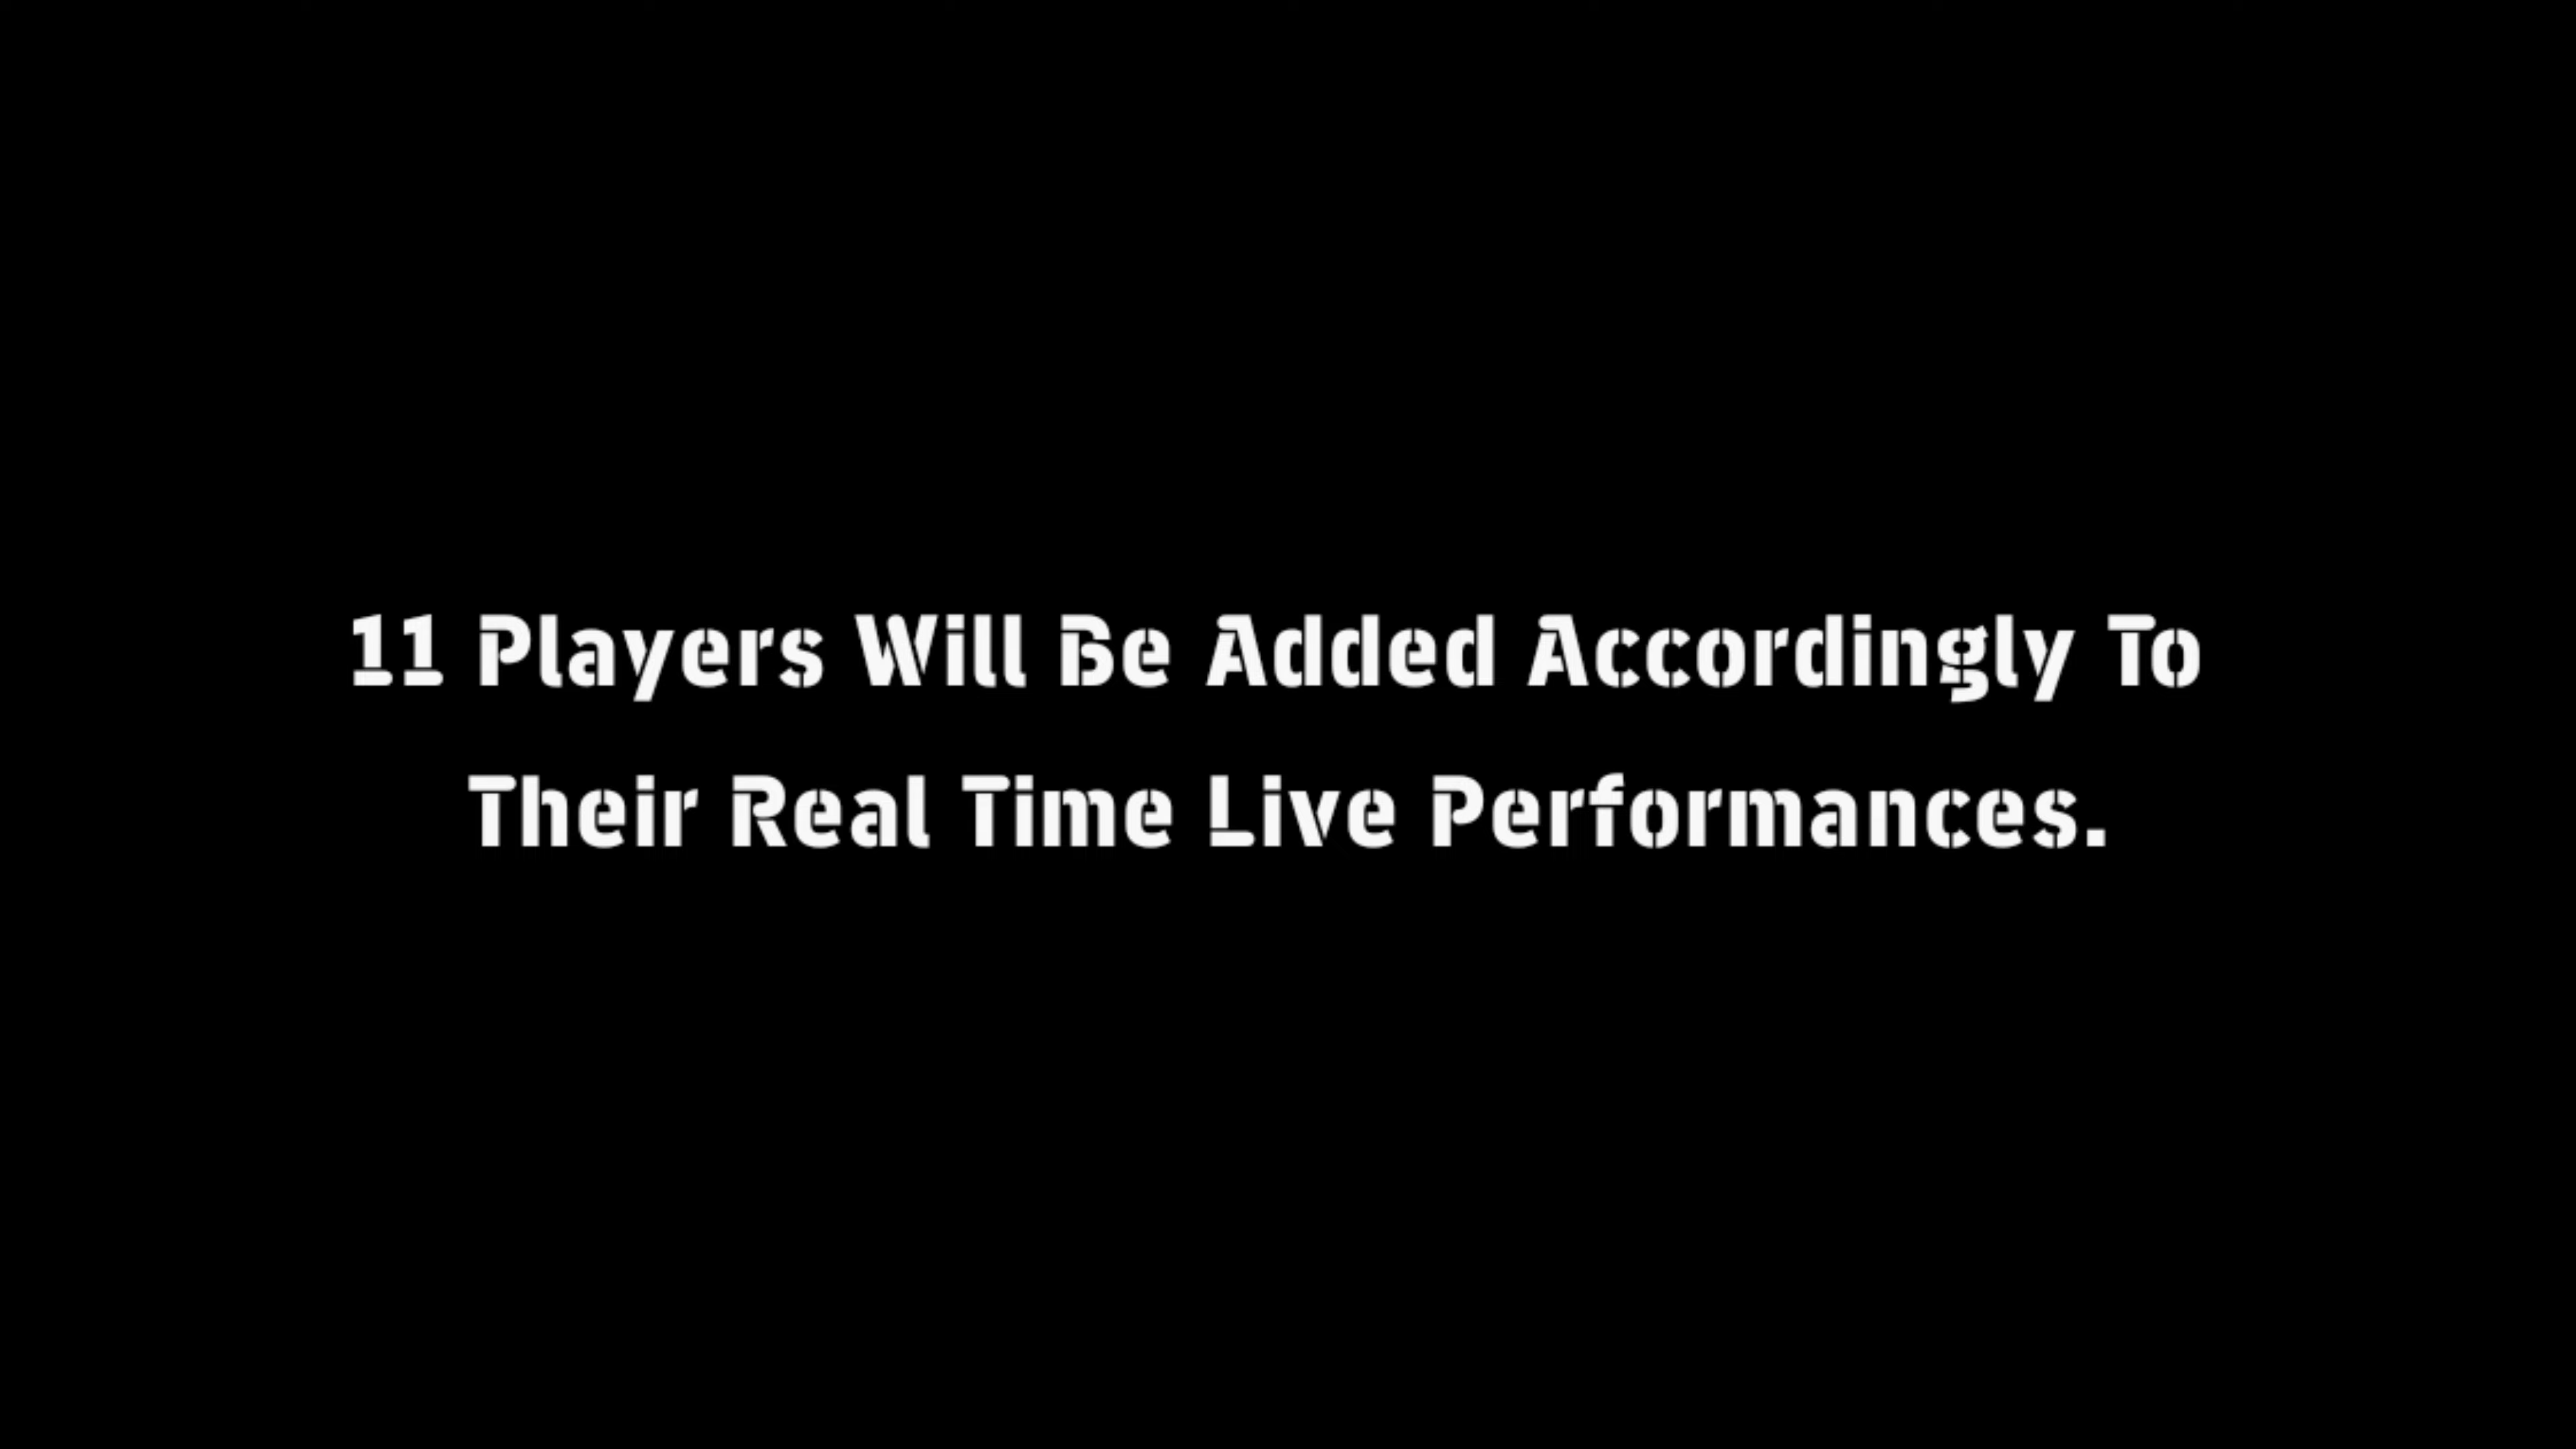 11 Players Will Be Added Accordingly To
Their Real Time Live Performances.